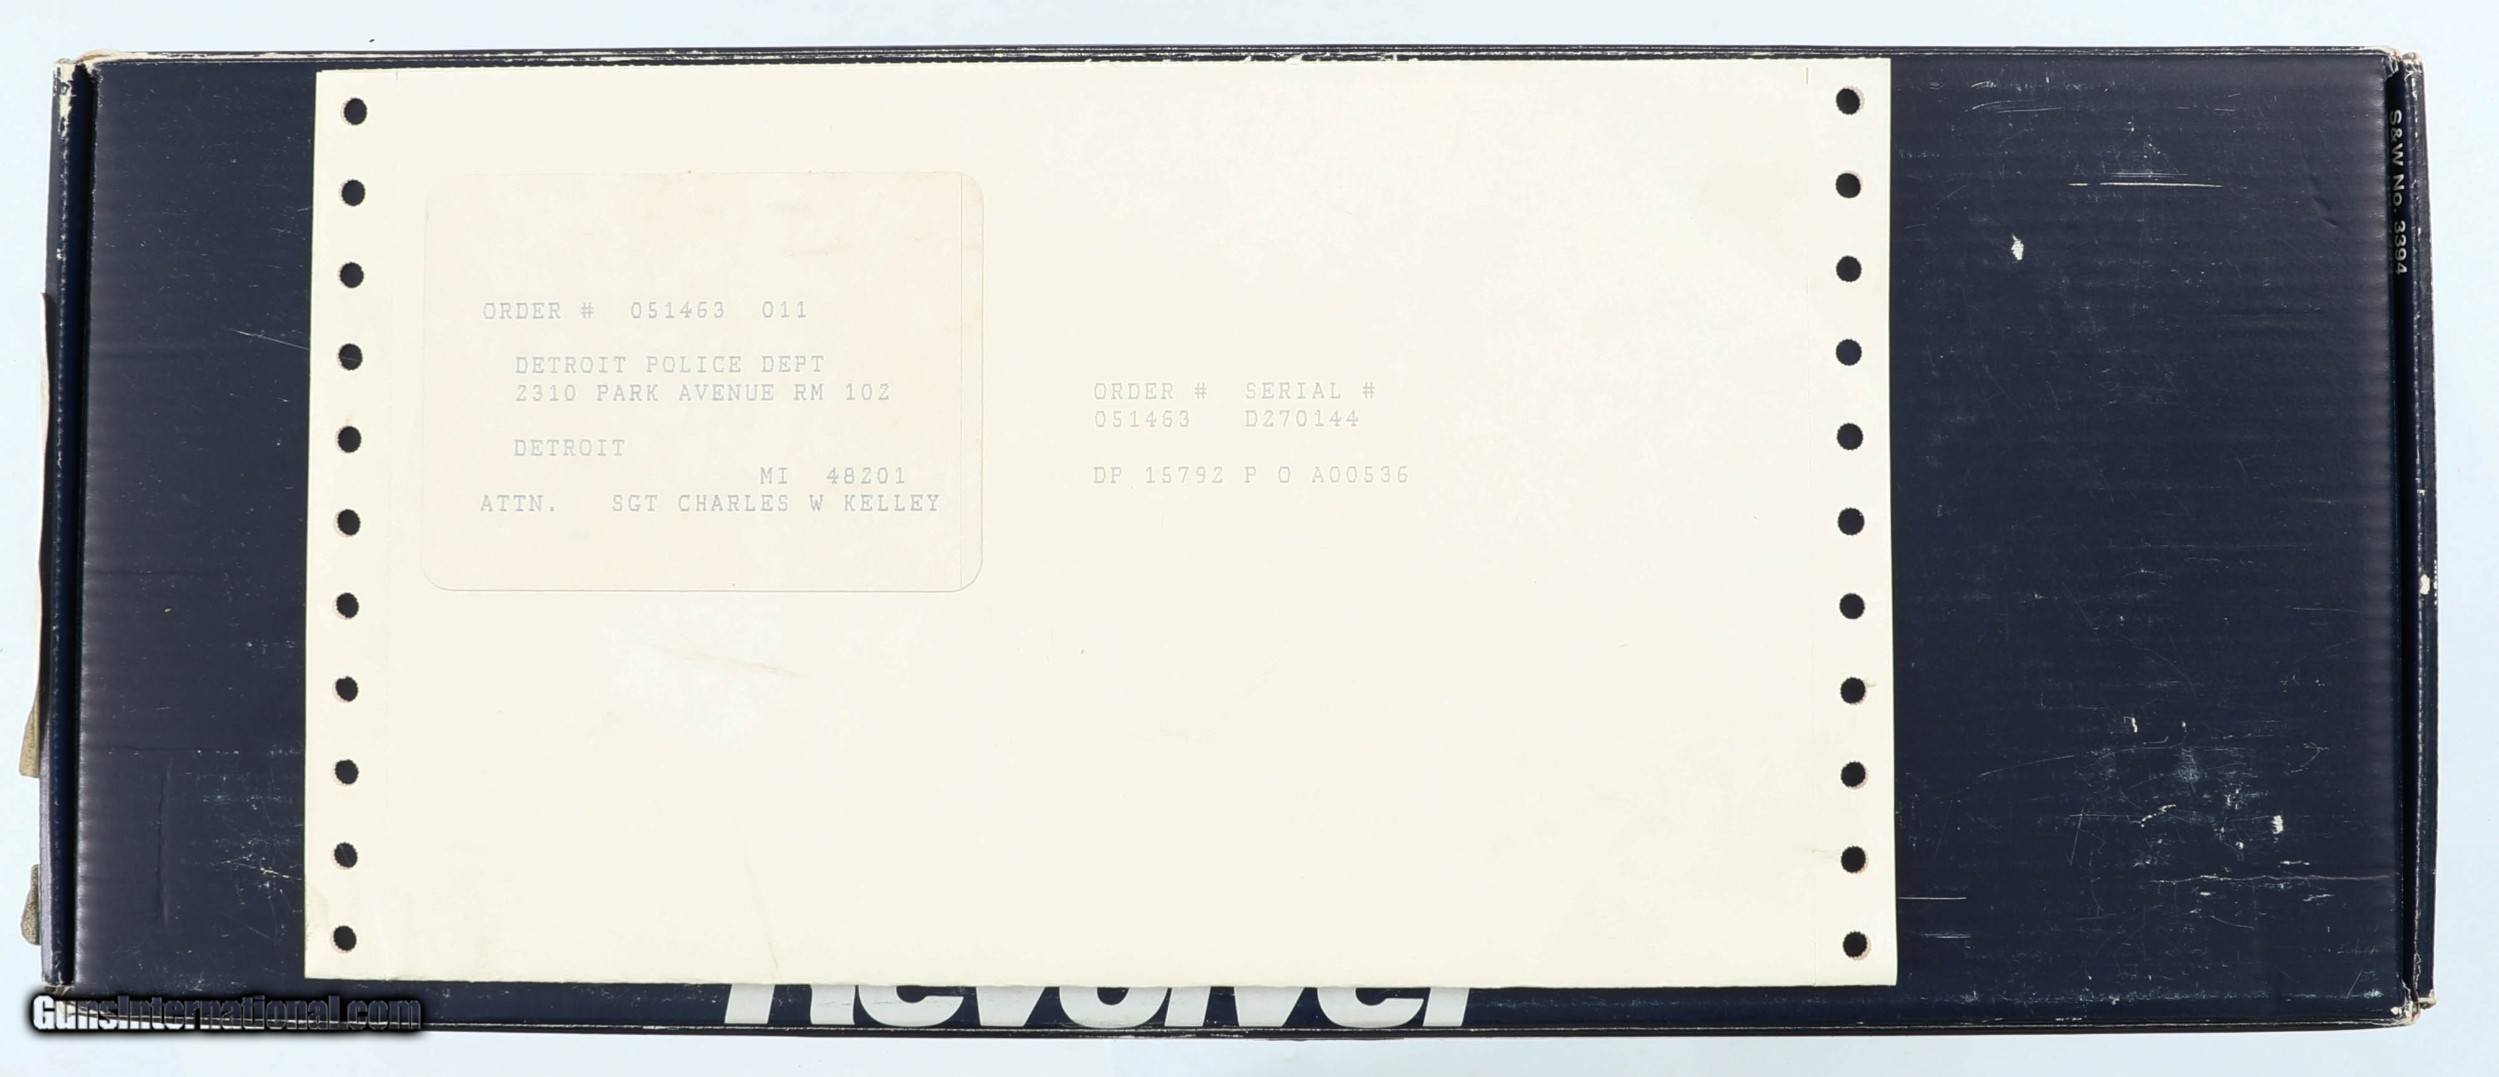 ORDER # 051463 011
DETROIT POLICE DEPT
2310 PARK AVENUE RM 102
DETROIT
MI 48201
ATTN. SGT CHARLES W KELLEY
ORDER # SERIAL #
051463 D270144
DP 15792 P O A00536
S&W No. 3394
Revolver
GunsInternational.com